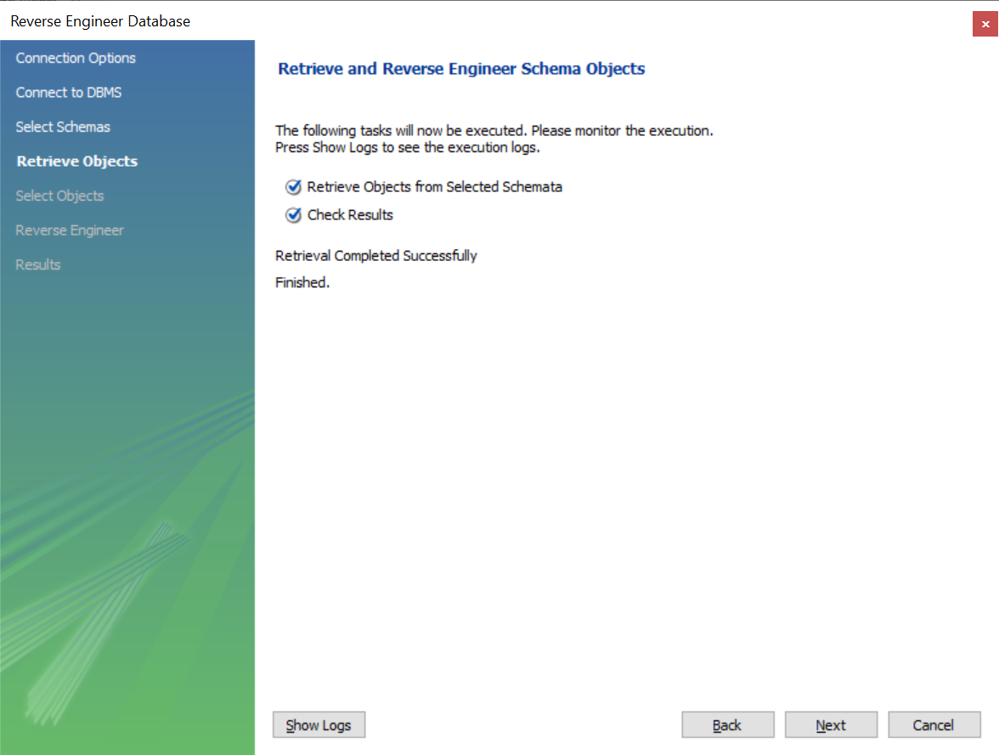 Reverse Engineer Database
Connection Options
Connect to DBMS
Select Schemas
Retrieve Objects
Select Objects
Reverse Engineer
Results
Retrieve and Reverse Engineer Schema Objects
The following tasks will now be executed. Please monitor the execution.
Press Show Logs to see the execution logs.
Retrieve Objects from Selected Schemata
Check Results
Retrieval Completed Successfully
Finished.
Show Logs
Back
Next
Cancel